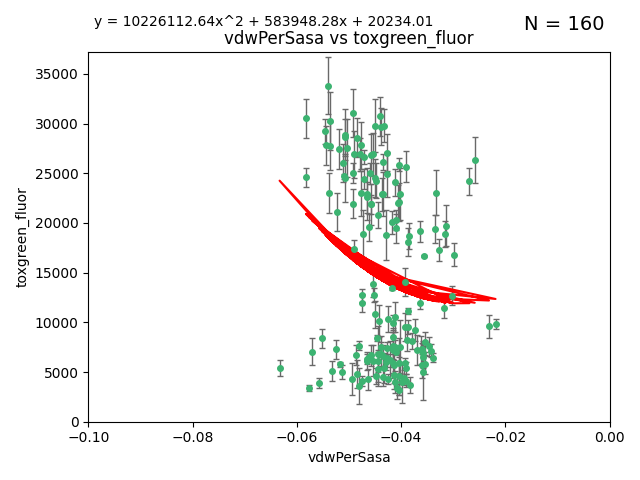 y = 10226112.64x^2 + 583948.28x + 20234.01
N = 160
vdwPerSasa vs toxgreen_fluor
toxgreen_fluor
35000
30000
25000
20000
15000
10000
5000
0
−0.10
−0.08
−0.06
−0.04
−0.02
0.00
vdwPerSasa